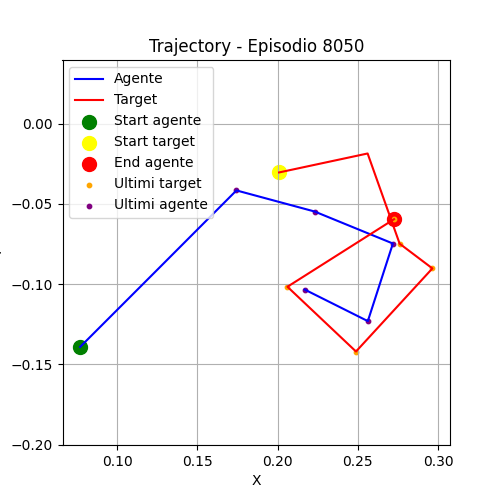 Trajectory - Episodio 8050
Agente
Target
Start agente
Start target
End agente
Ultimi target
Ultimi agente
0.00
−0.05
−0.10
−0.15
−0.20
0.10
0.15
0.20
0.25
0.30
X